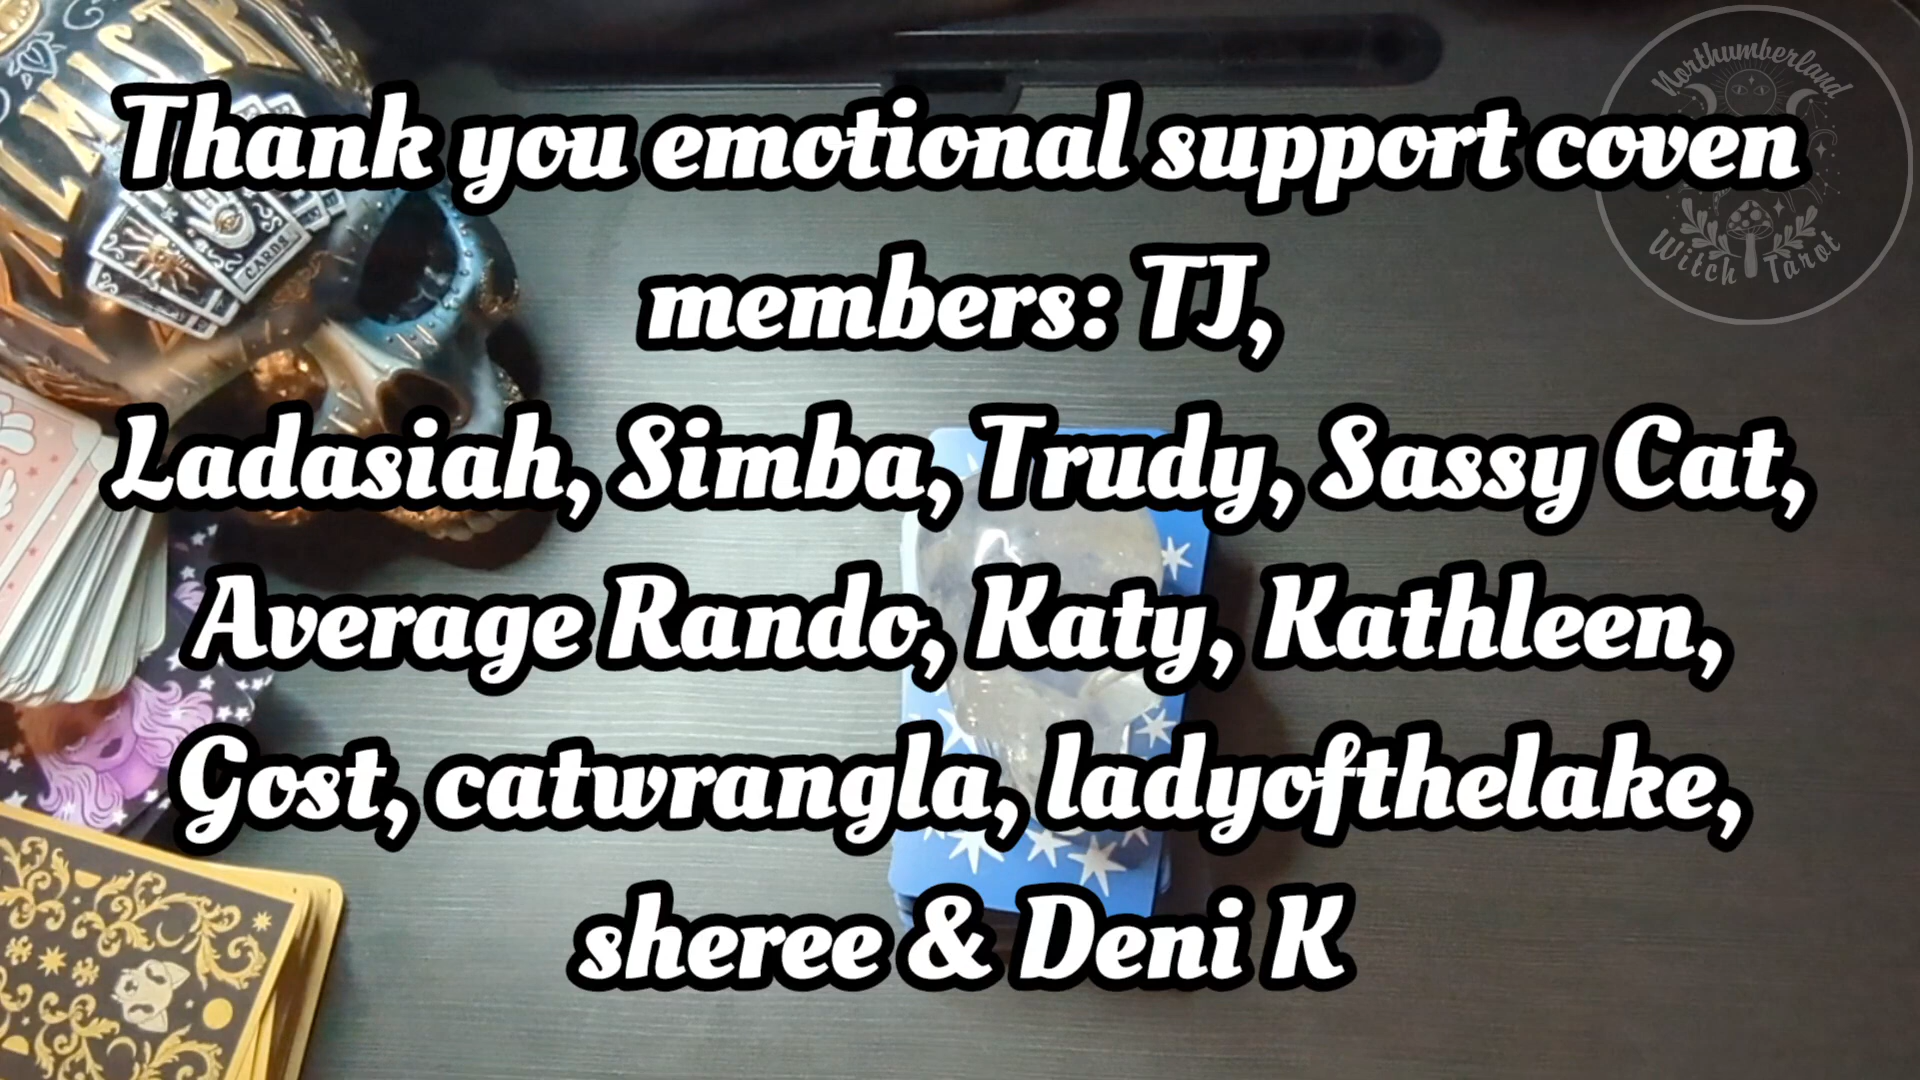 Thank you emotional support coven
members: TJ,
Ladasiah, Simba, Trudy, Sassy Cat,
Average Rando, Katy, Kathleen,
Gost, catwrangla, ladyofthelake,
sheree & Deni K
Northumberland
Witch Tarot
CARDS